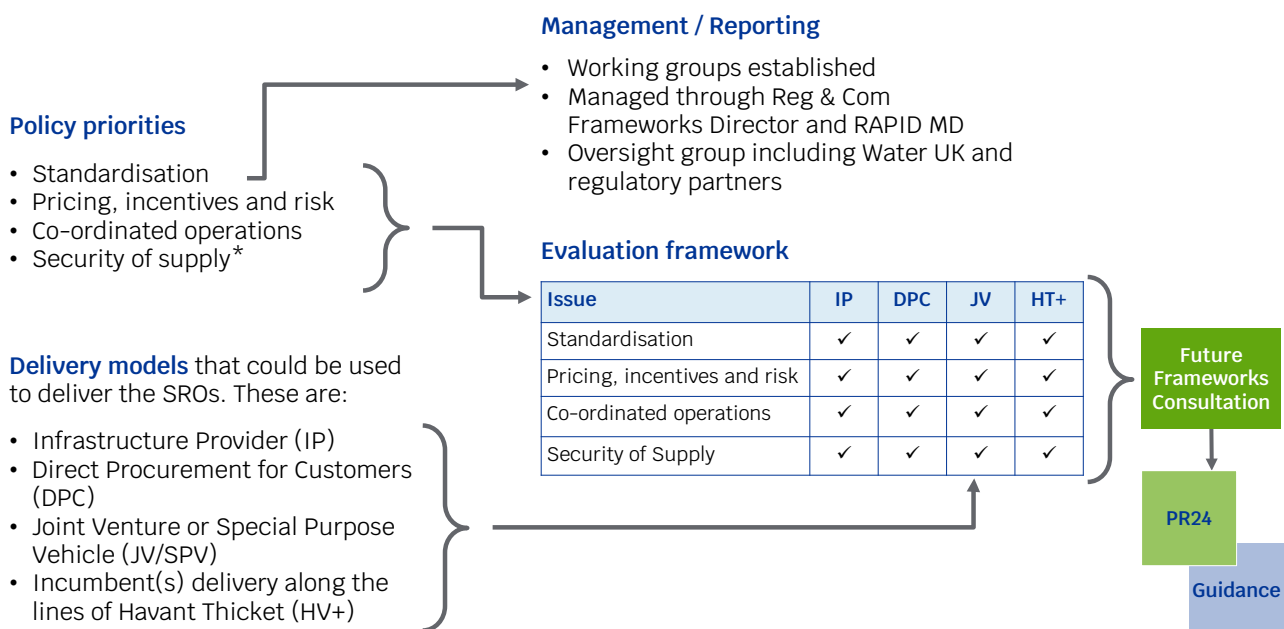 Management / Reporting
• Working groups established
• Managed through Reg & Com
Frameworks Director and RAPID MD
• Oversight group including Water UK and
regulatory partners
Policy priorities
• Standardisation
• Pricing, incentives and risk
• Co-ordinated operations
• Security of supply*
Delivery models that could be used
to deliver the SROs. These are:
• Infrastructure Provider (IP)
• Direct Procurement for Customers
(DPC)
• Joint Venture or Special Purpose
Vehicle (JV/SPV)
• Incumbent(s) delivery along the
lines of Havant Thicket (HV+)
Evaluation framework
Issue IP DPC JV HT+
Standardisation ✓ ✓ ✓ ✓
Pricing, incentives and risk ✓ ✓ ✓ ✓
Co-ordinated operations ✓ ✓ ✓ ✓
Security of Supply ✓ ✓ ✓ ✓
Future
Frameworks
Consultation
PR24
Guidance